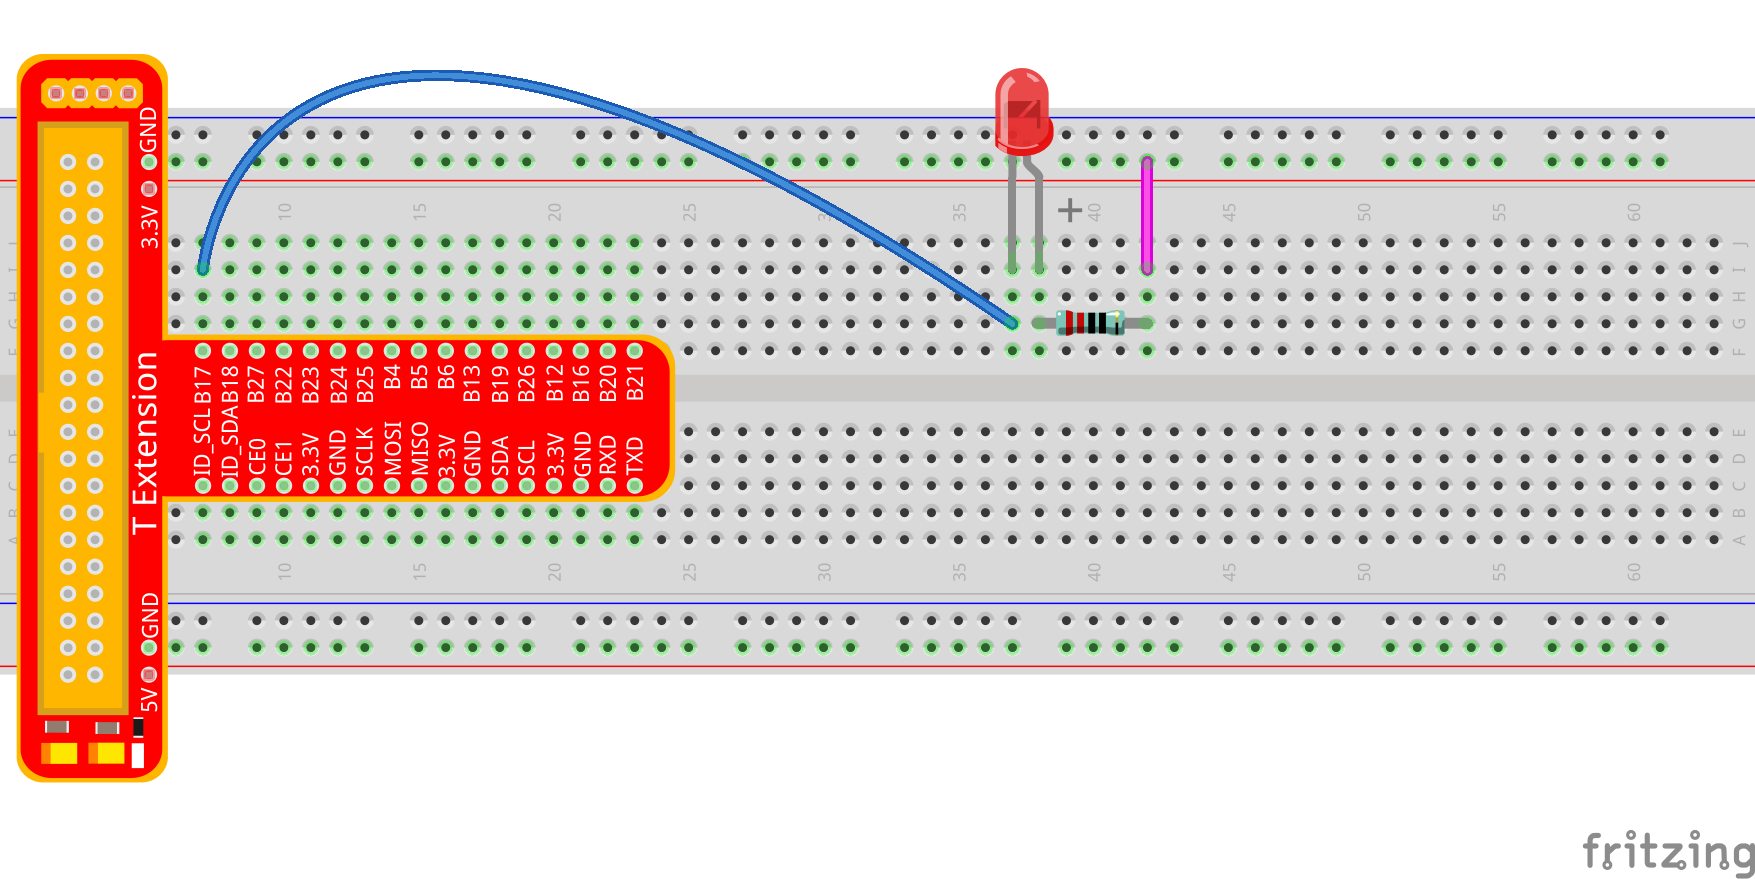 GND
3.3V
10 15 20 25 35 40 45 50 55 60
+
J
I
H
G
F
T Extension
B17 B18 B27 B22 B23 B24 B25 B4 B5 B6 B13 B19 B26 B12 B16 B20 B21
ID_SCL ID_SDA CE0 CE1 3.3V GND SCLK MOSI MISO 3.3V GND SDA SCL 3.3V GND RXD TXD
E
D
C
B
A
10 15 20 25 30 35 40 45 50 55 60
GND
5V
fritzing